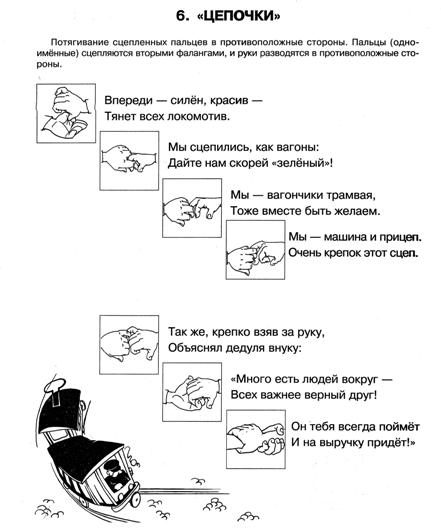 6. «ЦЕПОЧКИ»
Потягивание сцепленных пальцев в противоположные стороны. Пальцы (одно-
имённые) сцепляются вторыми фалангами, и руки разводятся в противоположные сто-
роны.
Впереди — силён, красив —
Тянет всех локомотив.
Мы сцепились, как вагоны:
Дайте нам скорей «зелёный»!
Мы — вагончики трамвая,
Тоже вместе быть желаем.
Мы — машина и прицеп.
Очень крепок этот сцеп.
Так же, крепко взяв за руку,
Объяснял дедуля внуку:
«Много есть людей вокруг —
Всех важнее верный друг!
Он тебя всегда поймёт
И на выручку придёт!»